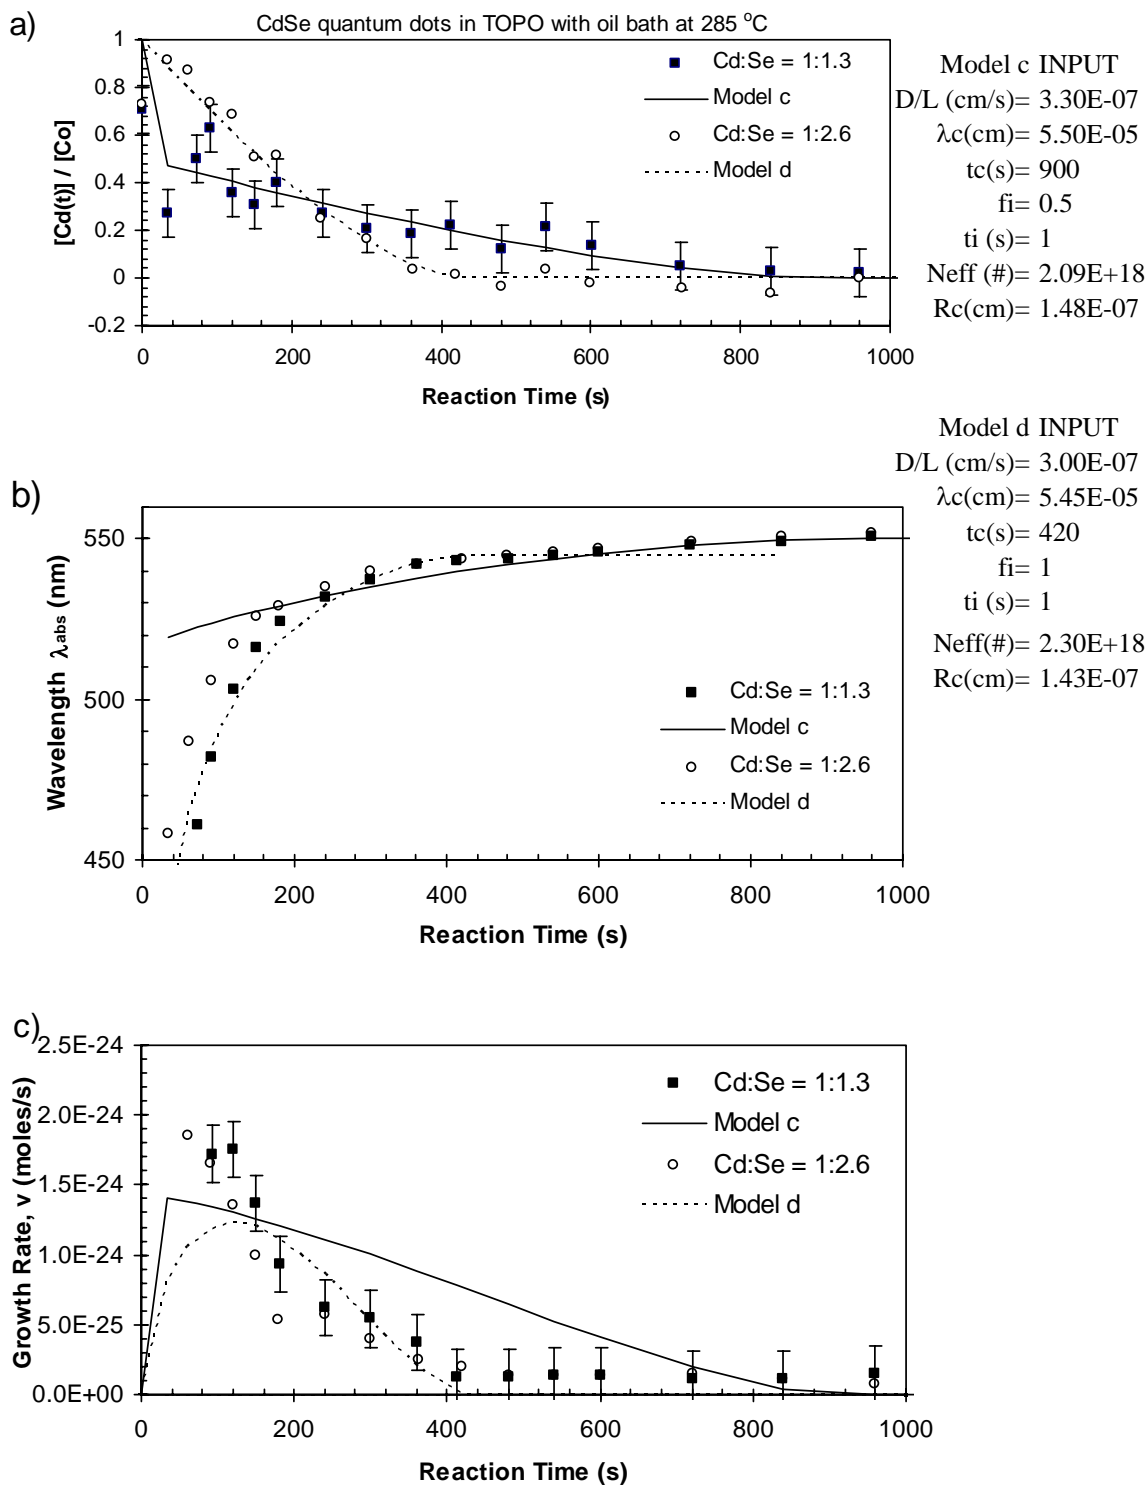 a)
CdSe quantum dots in TOPO with oil bath at 285 °C
1
0.8
0.6
0.4
0.2
0
-0.2
[Cd(t)] / [Co]
Cd:Se = 1:1.3
Model c
Cd:Se = 1:2.6
Model d
0 200 400 600 800 1000
Reaction Time (s)
Model c INPUT
D/L (cm/s)= 3.30E-07
λc(cm)= 5.50E-05
tc(s)= 900
fi= 0.5
ti (s)= 1
Neff (#)= 2.09E+18
Rc(cm)= 1.48E-07
Model d INPUT
D/L (cm/s)= 3.00E-07
λc(cm)= 5.45E-05
tc(s)= 420
fi= 1
ti (s)= 1
Neff(#)= 2.30E+18
Rc(cm)= 1.43E-07
b)
550
500
450
Wavelength λabs (nm)
Cd:Se = 1:1.3
Model c
Cd:Se = 1:2.6
Model d
0 200 400 600 800 1000
Reaction Time (s)
c)
2.5E-24
2.0E-24
1.5E-24
1.0E-24
5.0E-25
0.0E+00
Growth Rate, v (moles/s)
Cd:Se = 1:1.3
Model c
Cd:Se = 1:2.6
Model d
0 200 400 600 800 1000
Reaction Time (s)